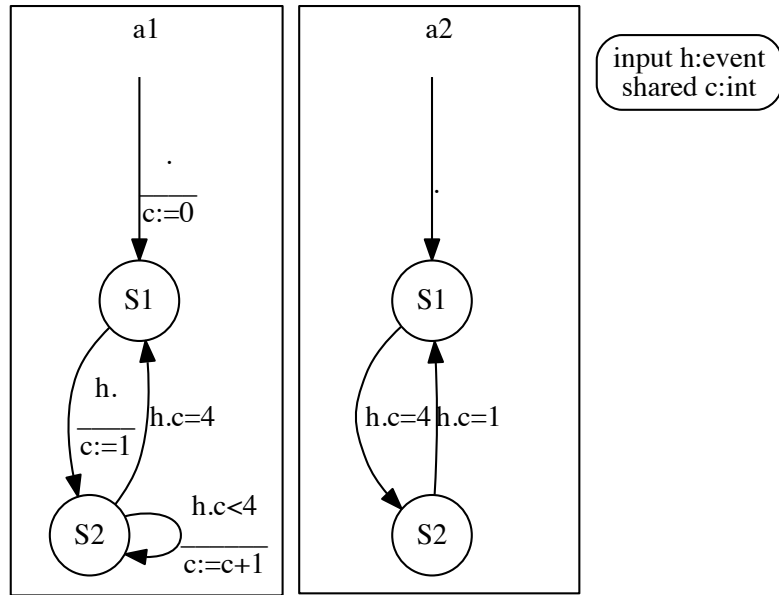 a1
.
c:=0
S1
h.
c:=1
h.c=4
S2
h.c<4
c:=c+1
a2
.
S1
h.c=4
h.c=1
S2
input h:event
shared c:int